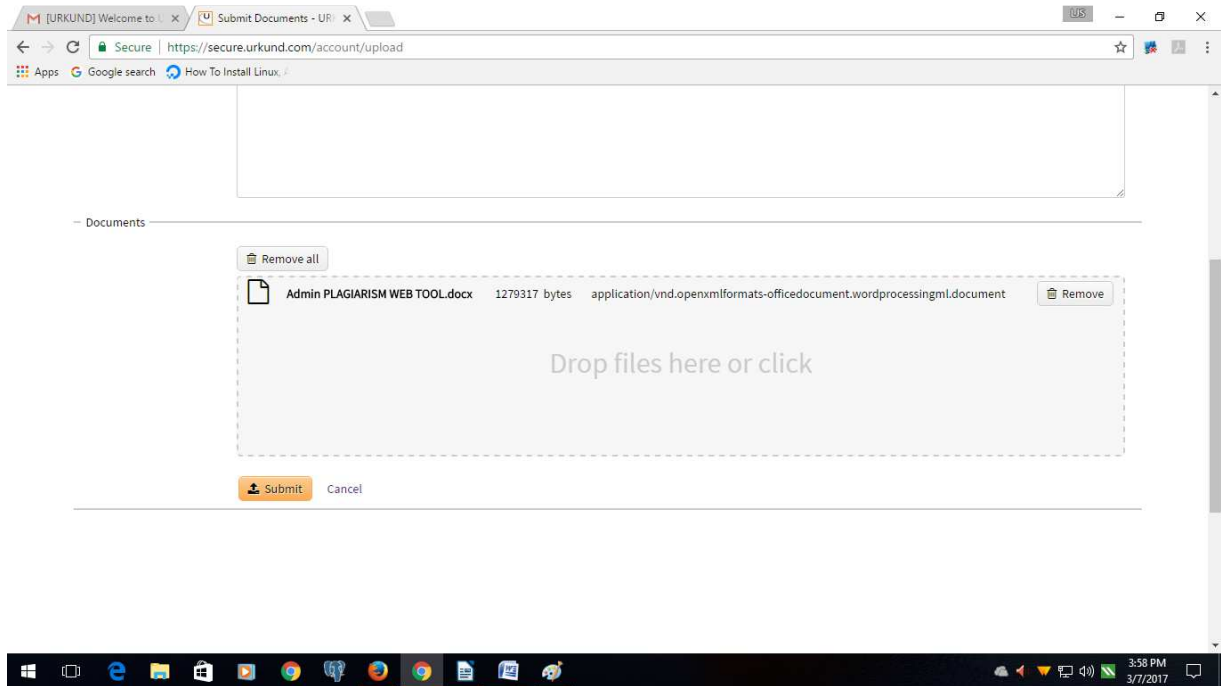 [URKUND] Welcome to U
Submit Documents - UR
US
Secure
https://secure.urkund.com/account/upload
Apps
Google search
How To Install Linux,
Documents
Remove all
Admin PLAGIARISM WEB TOOL.docx 1279317 bytes application/vnd.openxmlformats-officedocument.wordprocessingml.document Remove
Drop files here or click
Submit Cancel
3:58 PM
3/7/2017